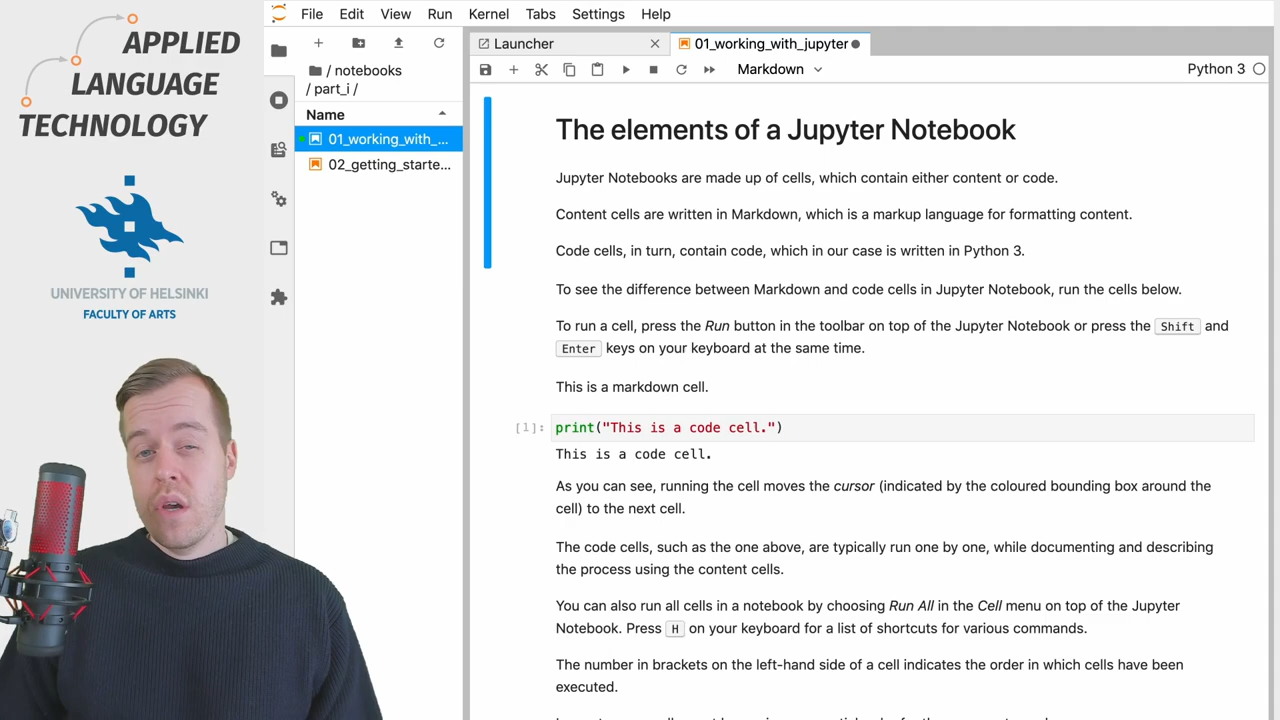 APPLIED
LANGUAGE
TECHNOLOGY
UNIVERSITY OF HELSINKI
FACULTY OF ARTS
File Edit View Run Kernel Tabs Settings Help
/ notebooks
/ part_i /
Name
01_working_with_...
02_getting_starte...
Launcher
01_working_with_jupyter
Markdown
Python 3
The elements of a Jupyter Notebook
Jupyter Notebooks are made up of cells, which contain either content or code.
Content cells are written in Markdown, which is a markup language for formatting content.
Code cells, in turn, contain code, which in our case is written in Python 3.
To see the difference between Markdown and code cells in Jupyter Notebook, run the cells below.
To run a cell, press the Run button in the toolbar on top of the Jupyter Notebook or press the Shift and
Enter keys on your keyboard at the same time.
This is a markdown cell.
[1]: print("This is a code cell.")
This is a code cell.
As you can see, running the cell moves the cursor (indicated by the coloured bounding box around the
cell) to the next cell.
The code cells, such as the one above, are typically run one by one, while documenting and describing
the process using the content cells.
You can also run all cells in a notebook by choosing Run All in the Cell menu on top of the Jupyter
Notebook. Press H on your keyboard for a list of shortcuts for various commands.
The number in brackets on the left-hand side of a cell indicates the order in which cells have been
executed.